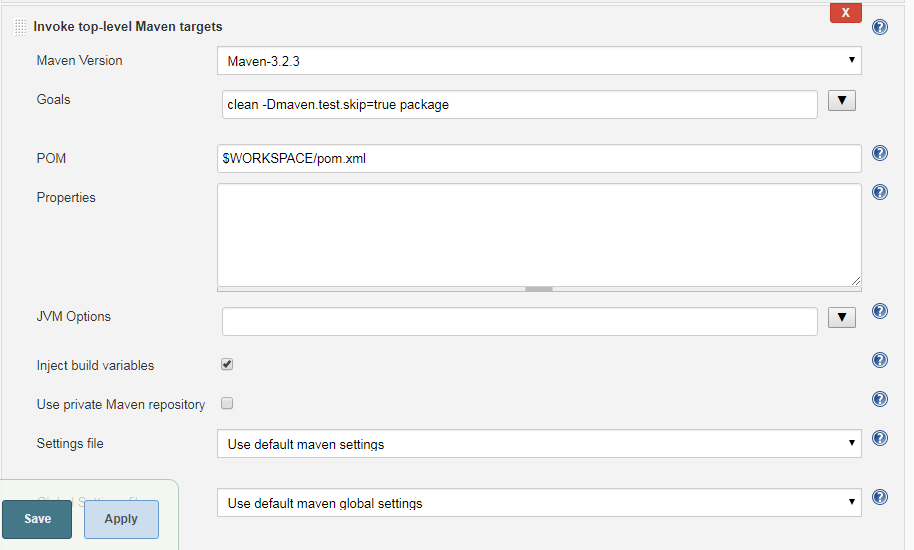 Invoke top-level Maven targets
X
Maven Version
Maven-3.2.3
Goals
clean -Dmaven.test.skip=true package
POM
$WORKSPACE/pom.xml
Properties
JVM Options
Inject build variables
Use private Maven repository
Settings file
Use default maven settings
Use default maven global settings
Save
Apply